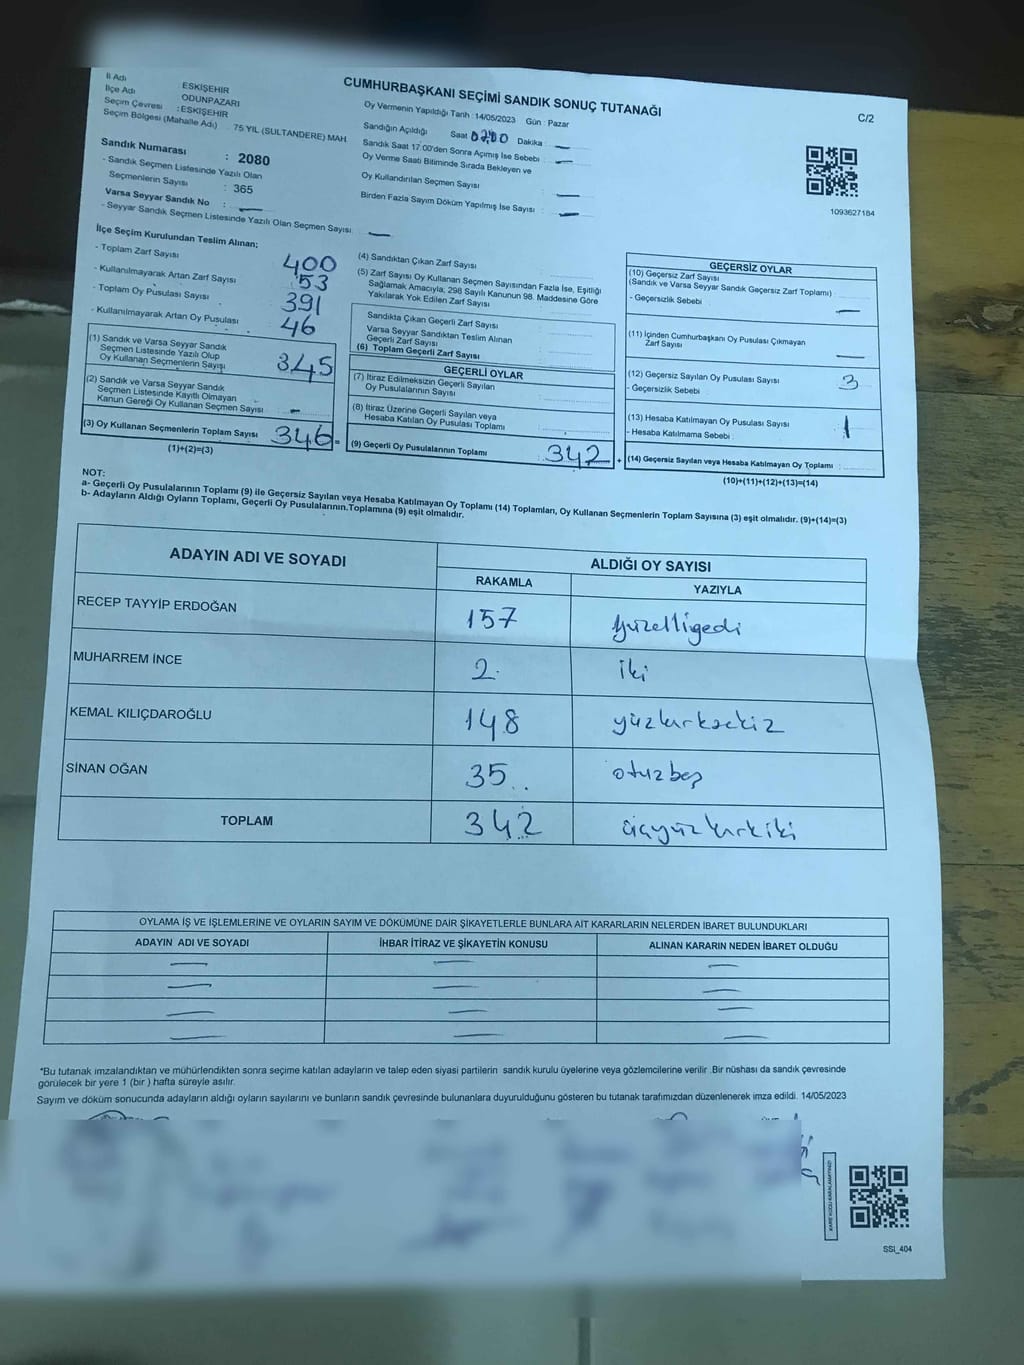 CUMHURBAŞKANI SEÇİMİ SANDIK SONUÇ TUTANAĞI
C/2
İl Adı ESKİŞEHİR
İlçe Adı ODUNPAZARI
Seçim Çevresi : ESKİŞEHİR
Seçim Bölgesi (Mahalle Adı) 75 YIL (SULTANDERE) MAH.
Sandık Numarası : 2080
- Sandık Seçmen Listesinde Yazılı Olan
Seçmenlerin Sayısı : 365
Varsa Seyyar Sandık No : —
- Seyyar Sandık Seçmen Listesinde Yazılı Olan Seçmen Sayısı : —
Oy Vermenin Yapıldığı Tarih : 14/05/2023 Gün : Pazar
Sandığın Açıldığı Saat Dakika : —
Sandık Saat 17.00'den Sonra Açımış İse Sebebi : —
Oy Verme Saati Bitiminde Sırada Bekleyen ve
Oy Kullandırılan Seçmen Sayısı : —
Birden Fazla Sayım Döküm Yapılmış İse Sayısı : —
1093627184
İlçe Seçim Kurulundan Teslim Alınan;
- Toplam Zarf Sayısı 400
- Kullanılmayarak Artan Zarf Sayısı 53
- Toplam Oy Pusulası Sayısı 391
- Kullanılmayarak Artan Oy Pusulası 46
(1) Sandık ve Varsa Seyyar Sandık
Seçmen Listesinde Yazılı Olup
Oy Kullanan Seçmenlerin Sayışı 345
(2) Sandık ve Varsa Seyyar Sandık
Seçmen Listesinde Kayıtlı Olmayan
Kanun Gereği Oy Kullanan Seçmen Sayısı : -
(3) Oy Kullanan Seçmenlerin Toplam Sayısı 346 =
(1)+(2)=(3)
(4) Sandıktan Çıkan Zarf Sayısı
(5) Zarf Sayısı Oy Kullanan Seçmen Sayısından Fazla İse, Eşitliği
Sağlamak Amacıyla; 298 Sayılı Kanunun 98. Maddesine Göre
Yakılarak Yok Edilen Zarf Sayısı
Sandıkta Çıkan Geçerli Zarf Sayısı
Varsa Seyyar Sandıktan Teslim Alınan
Geçerli Zarf Sayısı
(6) Toplam Geçerli Zarf Sayısı
GEÇERLİ OYLAR
(7) İtiraz Edilmeksizin Geçerli Sayılan
Oy Pusulalarının Sayısı
(8) İtiraz Üzerine Geçerli Sayılan veya
Hesaba Katılan Oy Pusulası Toplamı
(9) Geçerli Oy Pusulalarının Toplamı 342 +
GEÇERSİZ OYLAR
(10) Geçersiz Zarf Sayısı
(Sandık ve Varsa Seyyar Sandık Geçersiz Zarf Toplamı)
- Geçersizlik Sebebi —
(11) İçinden Cumhurbaşkanı Oy Pusulası Çıkmayan
Zarf Sayısı —
(12) Geçersiz Sayılan Oy Pusulası Sayısı 3
- Geçersizlik Sebebi
(13) Hesaba Katılmayan Oy Pusulası Sayısı 1
- Hesaba Katılmama Sebebi :
(14) Geçersiz Sayılan veya Hesaba Katılmayan Oy Toplamı
(10)+(11)+(12)+(13)=(14)
NOT:
a- Geçerli Oy Pusulalarının Toplamı (9) ile Geçersiz Sayılan veya Hesaba Katılmayan Oy Toplamı (14) Toplamları, Oy Kullanan Seçmenlerin Toplam Sayısına (3) eşit olmalıdır. (9)+(14)=(3)
b- Adayların Aldığı Oyların Toplamı, Geçerli Oy Pusulalarının.Toplamına (9) eşit olmalıdır.
ADAYIN ADI VE SOYADI ALDIĞI OY SAYISI
RAKAMLA YAZIYLA
RECEP TAYYİP ERDOĞAN 157 yüzelliyedi
MUHARREM İNCE 2. iki
KEMAL KILIÇDAROĞLU 148 yüzkırksekiz
SİNAN OĞAN 35.. otuzbeş
TOPLAM 342 üçyüzkırkiki
OYLAMA İŞ VE İŞLEMLERİNE VE OYLARIN SAYIM VE DÖKÜMÜNE DAİR ŞİKAYETLERLE BUNLARA AİT KARARLARIN NELERDEN İBARET BULUNDUKLARI
ADAYIN ADI VE SOYADI İHBAR İTİRAZ VE ŞİKAYETİN KONUSU ALINAN KARARIN NEDEN İBARET OLDUĞU
— — —
— — —
— — —
— — —
*Bu tutanak imzalandıktan ve mühürlendikten sonra seçime katılan adayların ve talep eden siyasi partilerin sandık kurulu üyelerine veya gözlemcilerine verilir .Bir nüshası da sandık çevresinde
görülecek bir yere 1 (bir ) hafta süreyle asılır.
Sayım ve döküm sonucunda adayların aldığı oyların sayılarını ve bunların sandık çevresinde bulunanlara duyurulduğunu gösteren bu tutanak tarafımızdan düzenlenerek imza edildi. 14/05/2023
KARE KODU KARALAMAYINIZ!
SSI_404